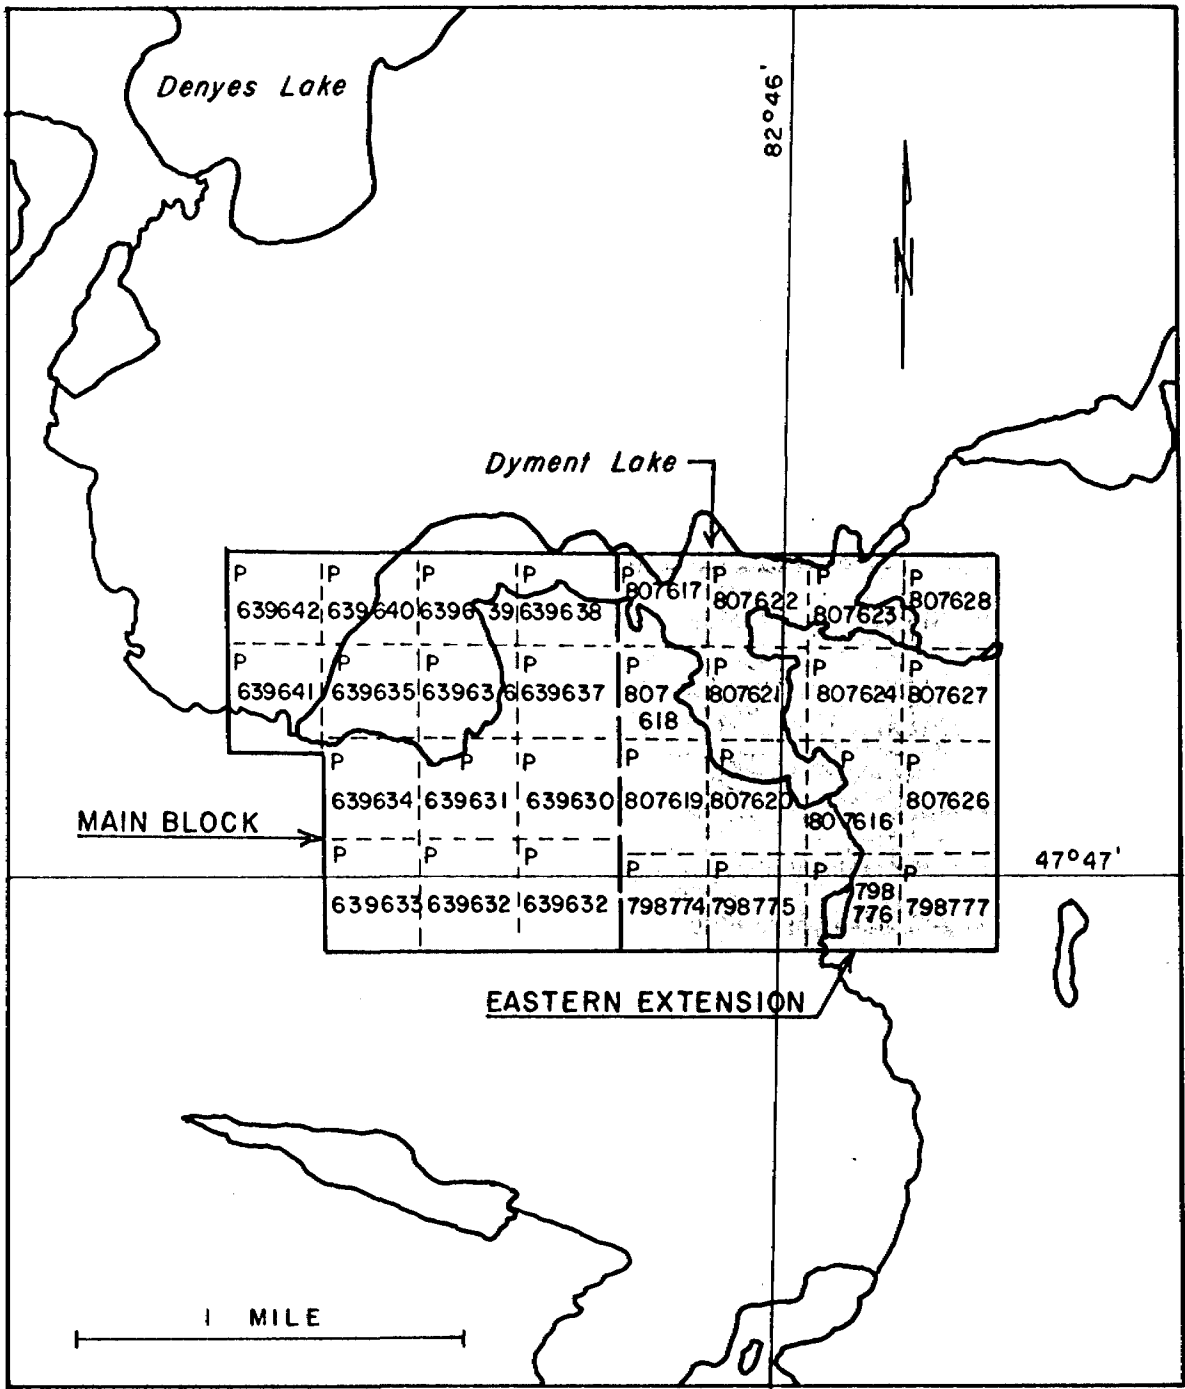 Denyes Lake
82°46'
N
Dyment Lake
P P P P P P P P
639642 639640 639639 639638 807617 807622 807623 807628
P P P P P P P P
639641 639635 639636 639637 807 618 807621 807624 807627
P P P P P P P
639634 639631 639630 807619 807620 807616 807626
MAIN BLOCK
P P P P P P P
47°47'
639633 639632 639632 798774 798775 798 776 798777
EASTERN EXTENSION
1 MILE